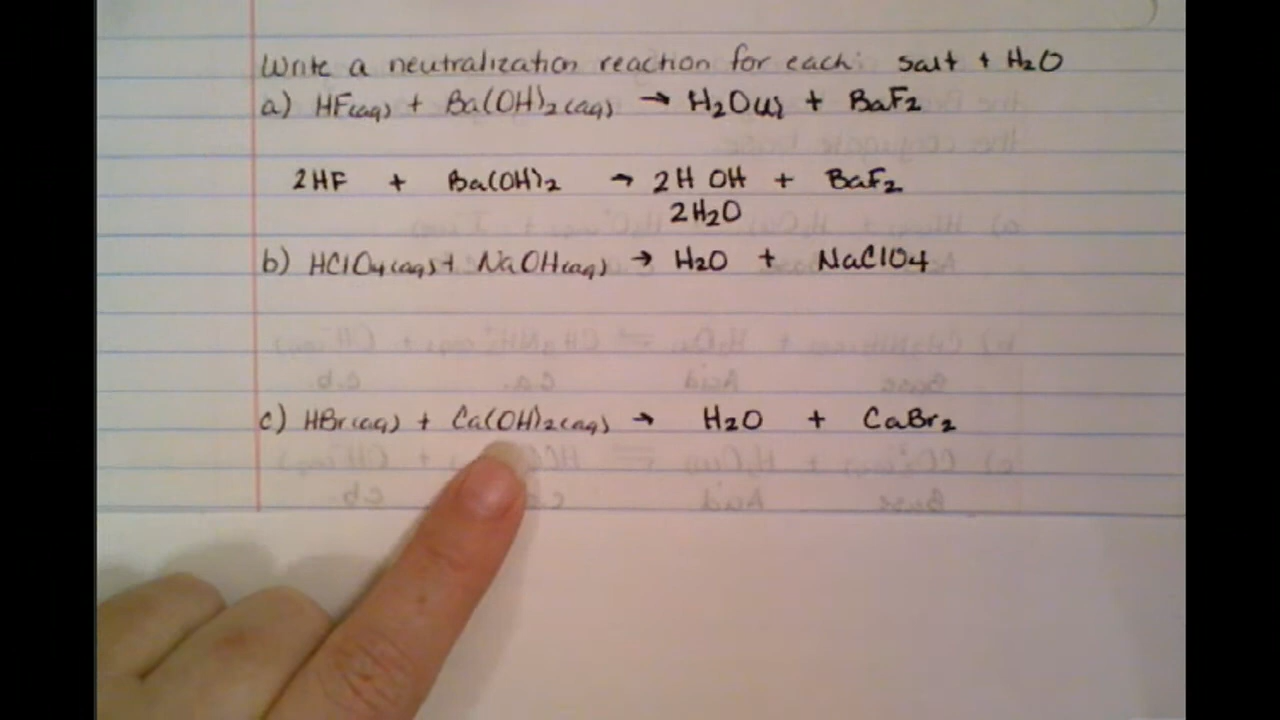 Write a neutralization reaction for each: salt + H2O
a) HF(aq) + Ba(OH)2(aq) → H2O(l) + BaF2
2HF + Ba(OH)2 → 2H OH + BaF2
2H2O
b) HClO4(aq) + NaOH(aq) → H2O + NaClO4
c) HBr(aq) + Ca(OH)2(aq) → H2O + CaBr2